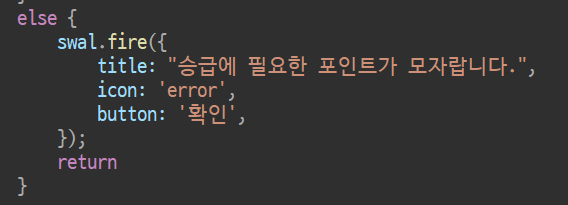 else {
swal.fire({
title: "승급에 필요한 포인트가 모자랍니다.",
icon: 'error',
button: '확인',
});
return
}